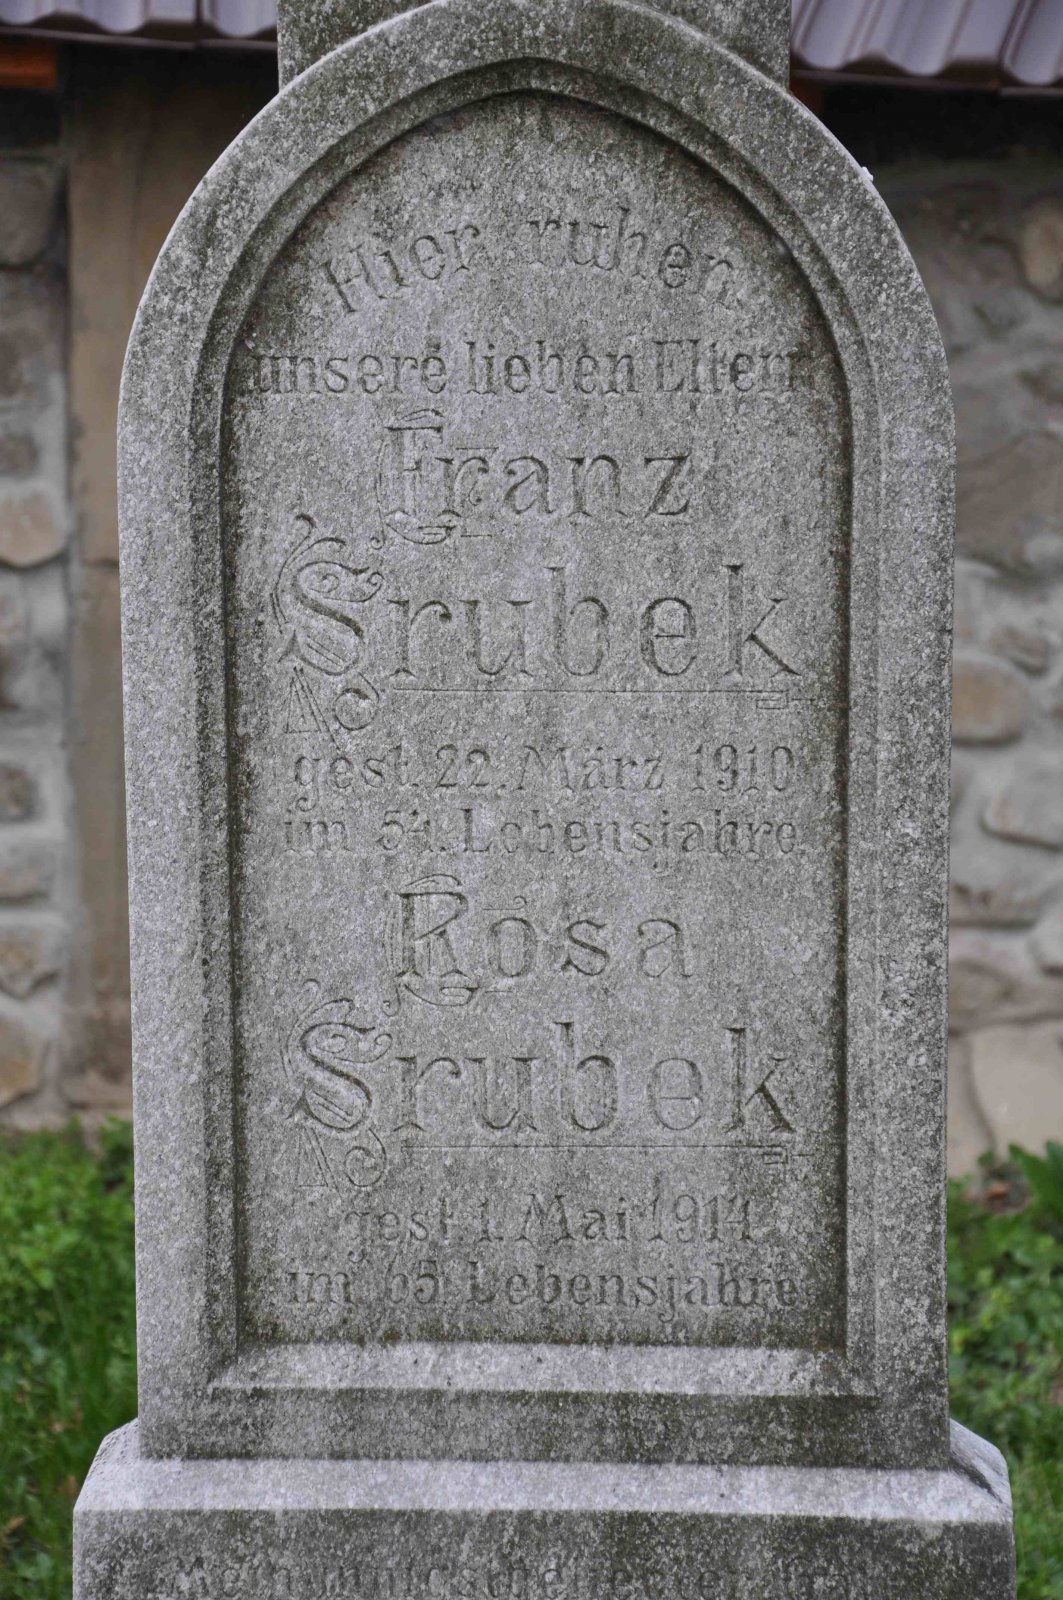 Hier ruhen
unsere lieben Eltern
Franz
Srubek
gest. 22. März 1910
im 54. Lebensjahre
Rosa
Srubek
gest. 1. Mai 1914
im 65. Lebensjahre